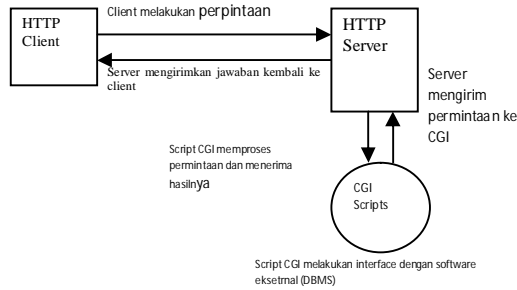 HTTP
Client
Client melakukan perpintaan
HTTP
Server
Server mengirimkan jawaban kembali ke
client
Server
mengirim
permintaan ke
CGI
Script CGI memproses
permintaan dan menerima
hasilnya
CGI
Scripts
Script CGI melakukan interface dengan software
eksetrnal (DBMS)